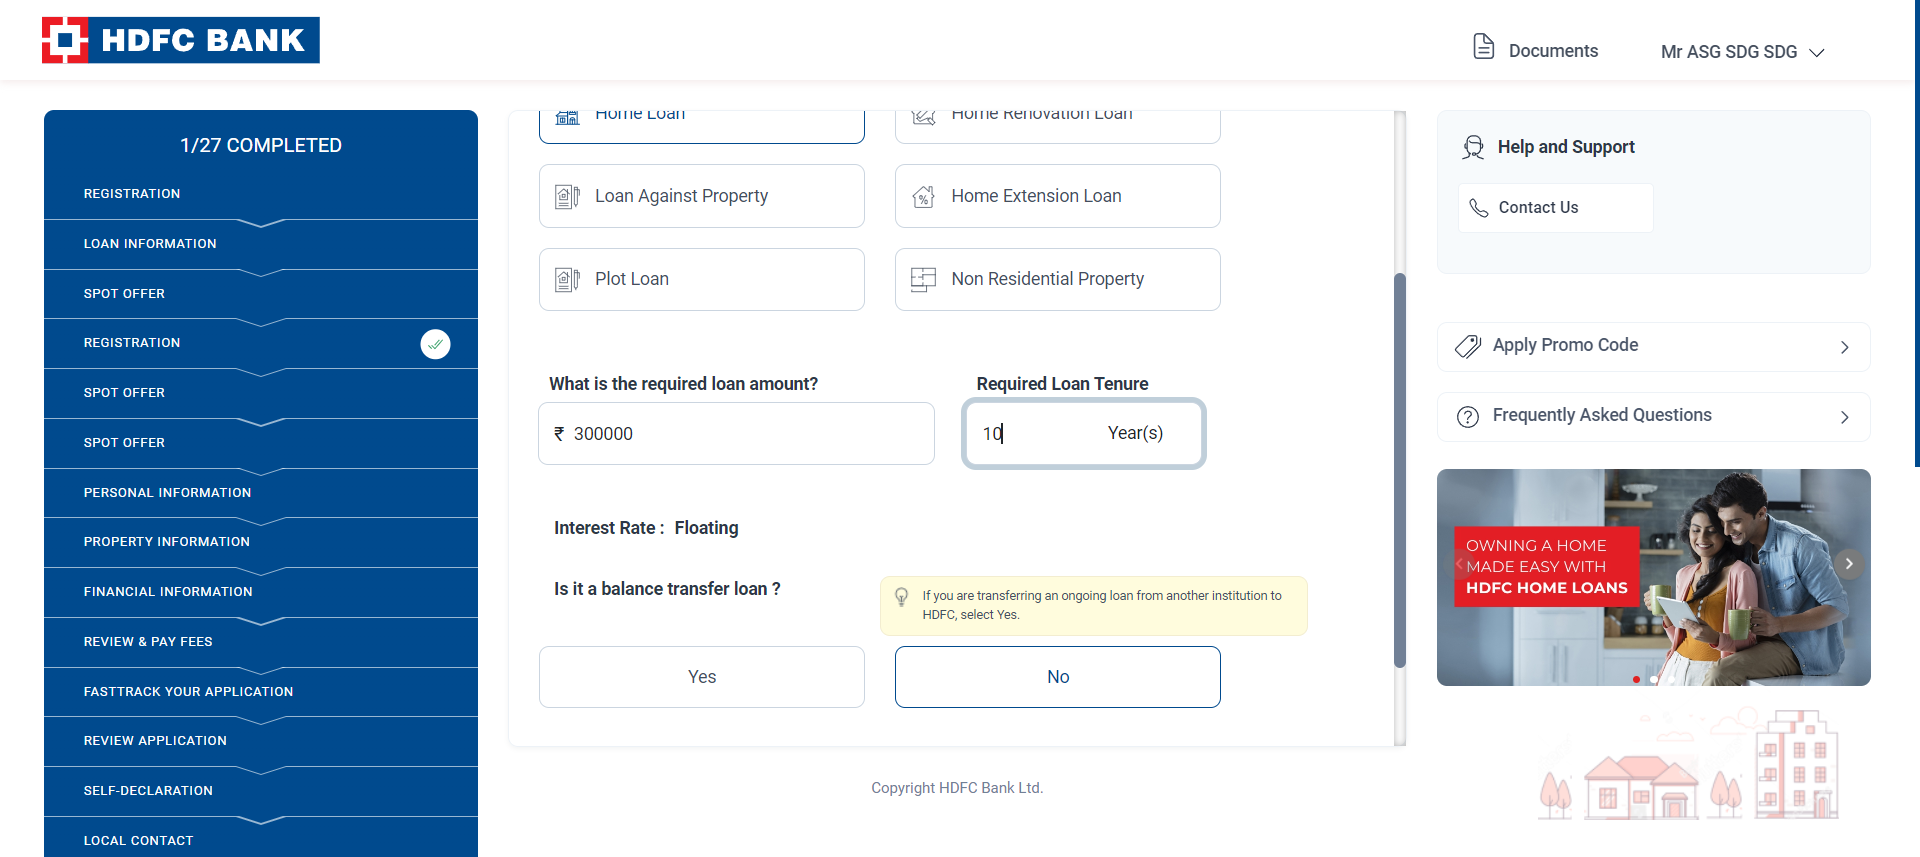 HDFC BANK
Documents
Mr ASG SDG SDG
1/27 COMPLETED
REGISTRATION
LOAN INFORMATION
SPOT OFFER
REGISTRATION
SPOT OFFER
SPOT OFFER
PERSONAL INFORMATION
PROPERTY INFORMATION
FINANCIAL INFORMATION
REVIEW & PAY FEES
FASTTRACK YOUR APPLICATION
REVIEW APPLICATION
SELF-DECLARATION
LOCAL CONTACT
Home Loan
Home Renovation Loan
Loan Against Property
Home Extension Loan
Plot Loan
Non Residential Property
What is the required loan amount?
Required Loan Tenure
₹ 300000
10 Year(s)
Interest Rate : Floating
Is it a balance transfer loan ?
If you are transferring an ongoing loan from another institution to
HDFC, select Yes.
Yes
No
Copyright HDFC Bank Ltd.
Help and Support
Contact Us
Apply Promo Code
Frequently Asked Questions
OWNING A HOME
MADE EASY WITH
HDFC HOME LOANS